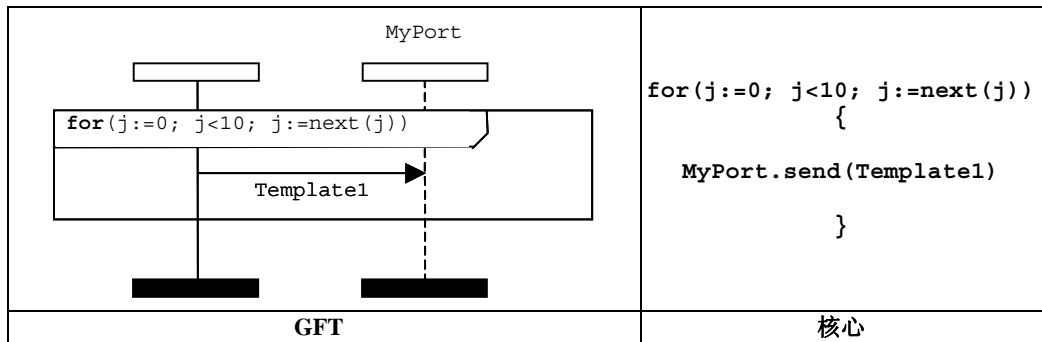 MyPort
for(j:=0; j<10; j:=next(j))
Template1
for(j:=0; j<10; j:=next(j))
{
MyPort.send(Template1)
}
GFT
核心